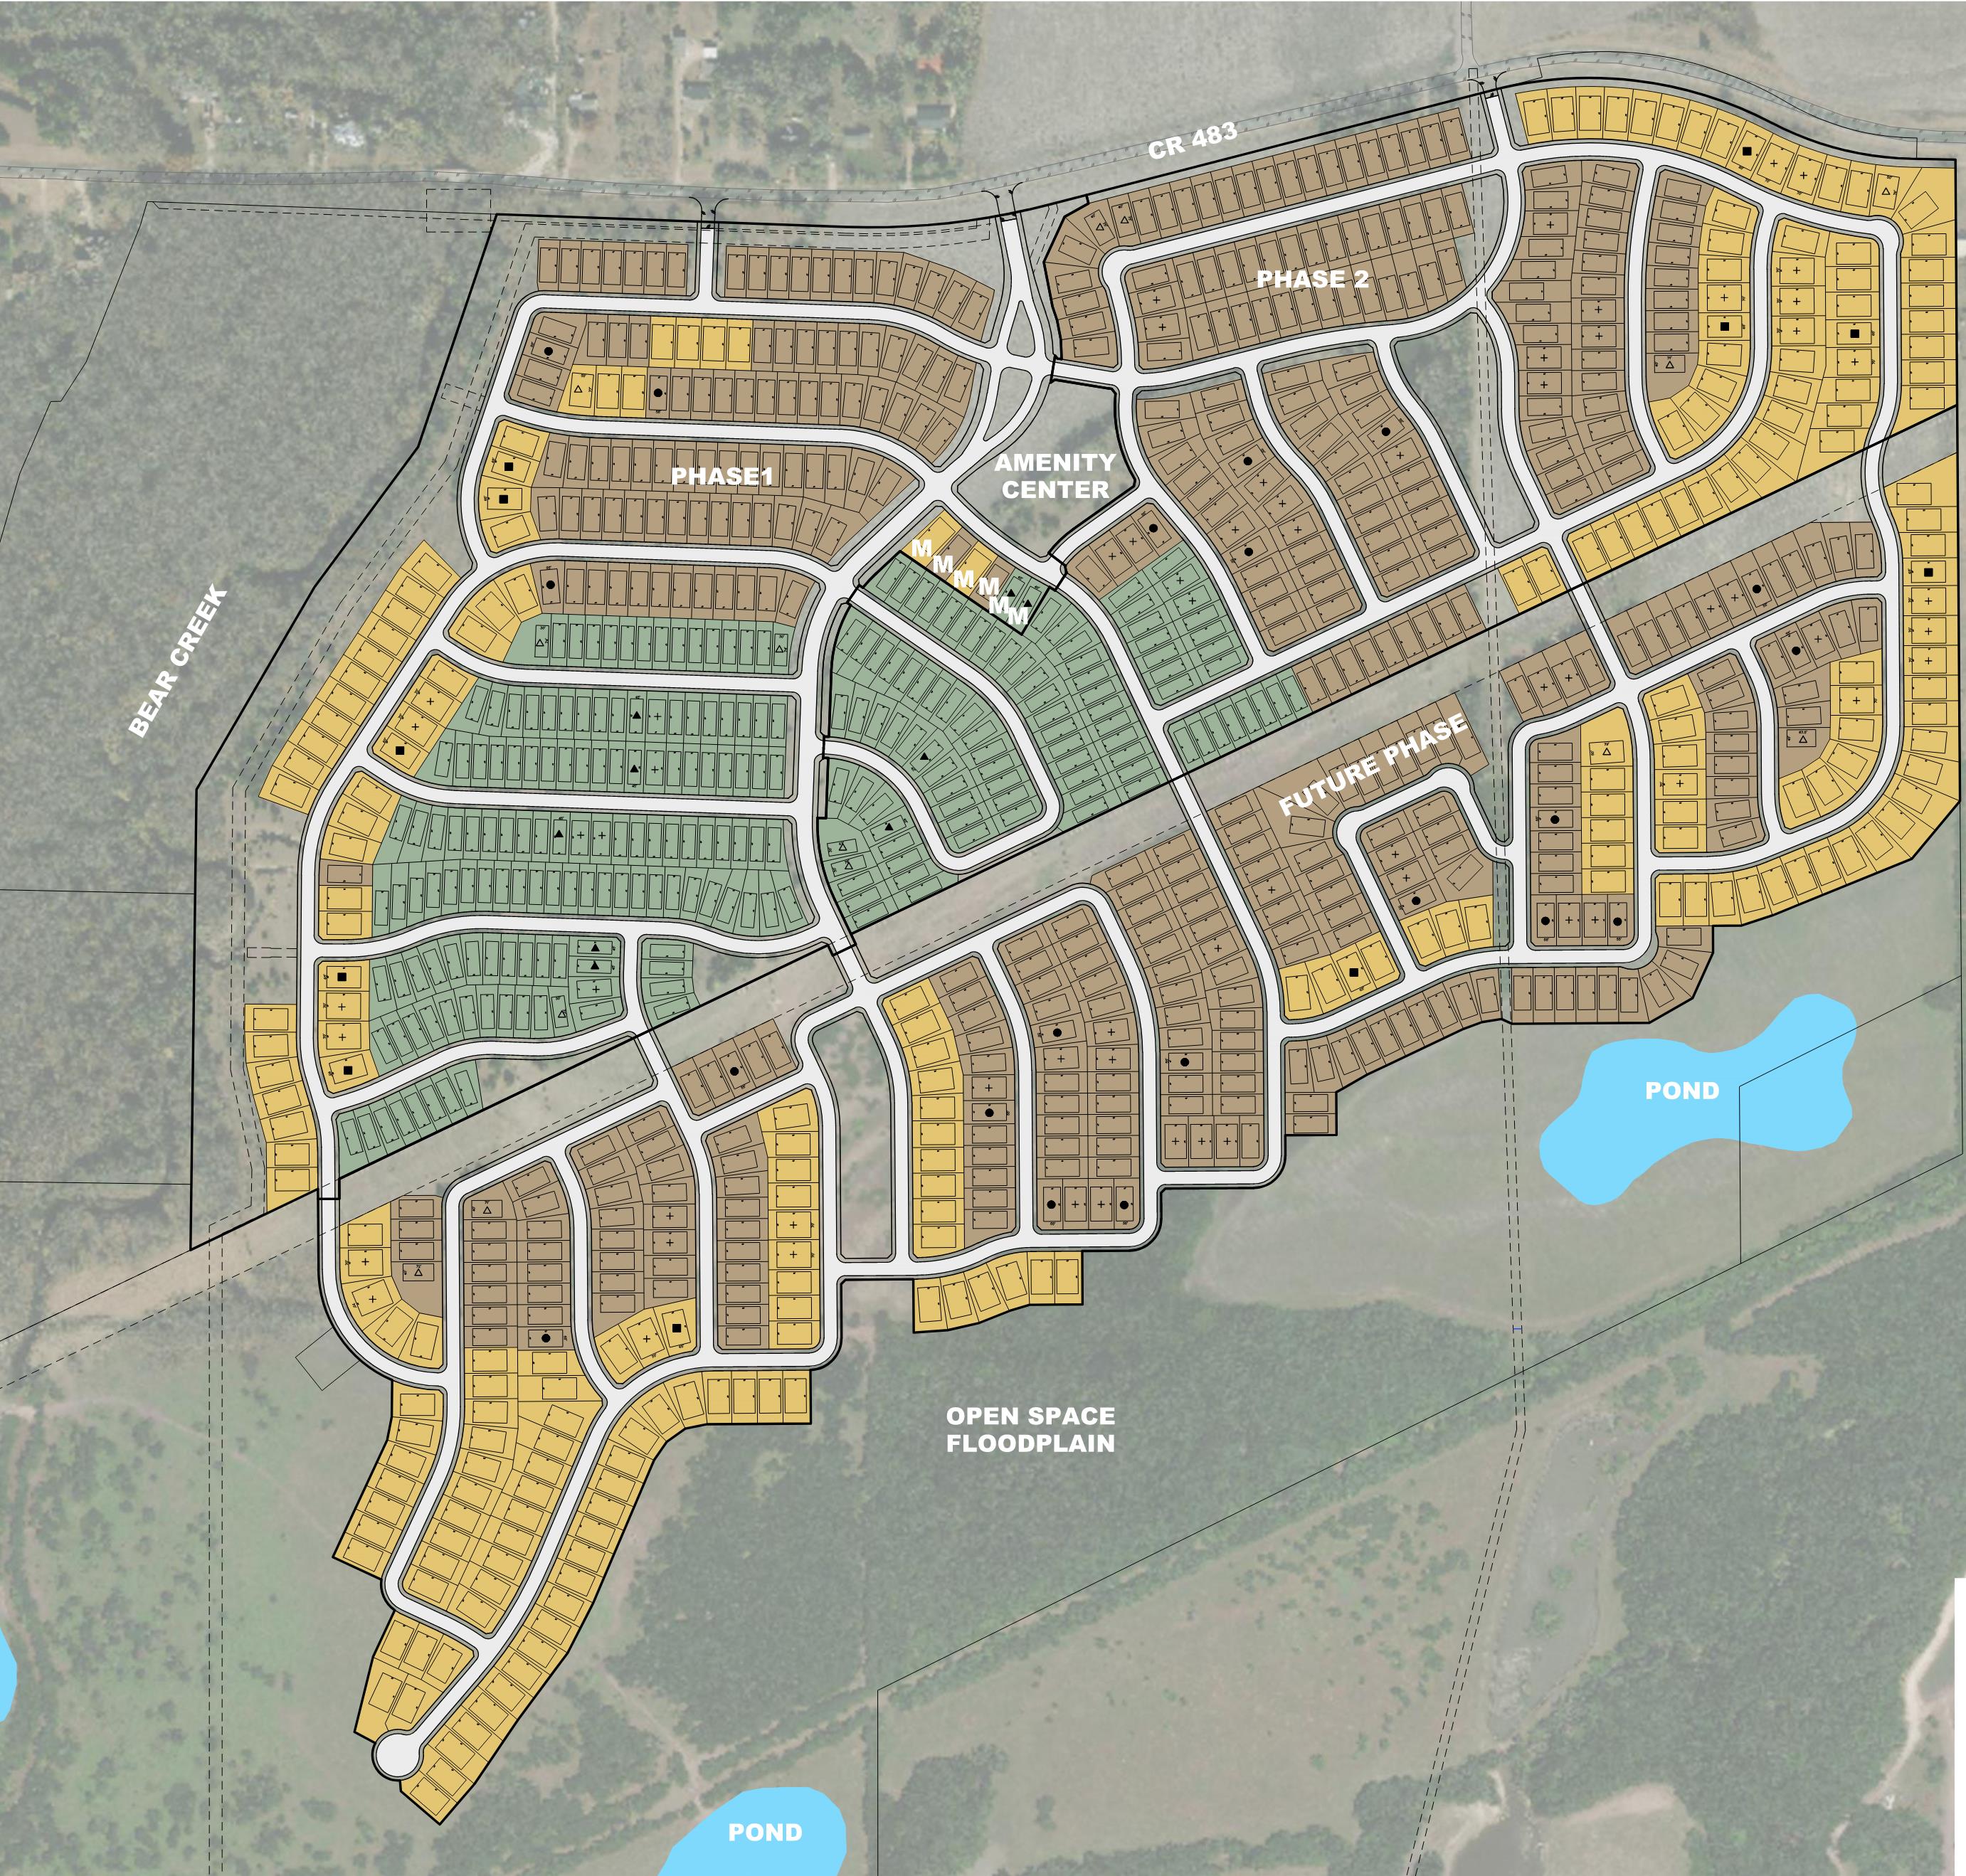 CR 483
PHASE 2
AMENITY
CENTER
PHASE1
M
M
M
M
M
M
BEAR CREEK
FUTURE PHASE
POND
OPEN SPACE
FLOODPLAIN
POND